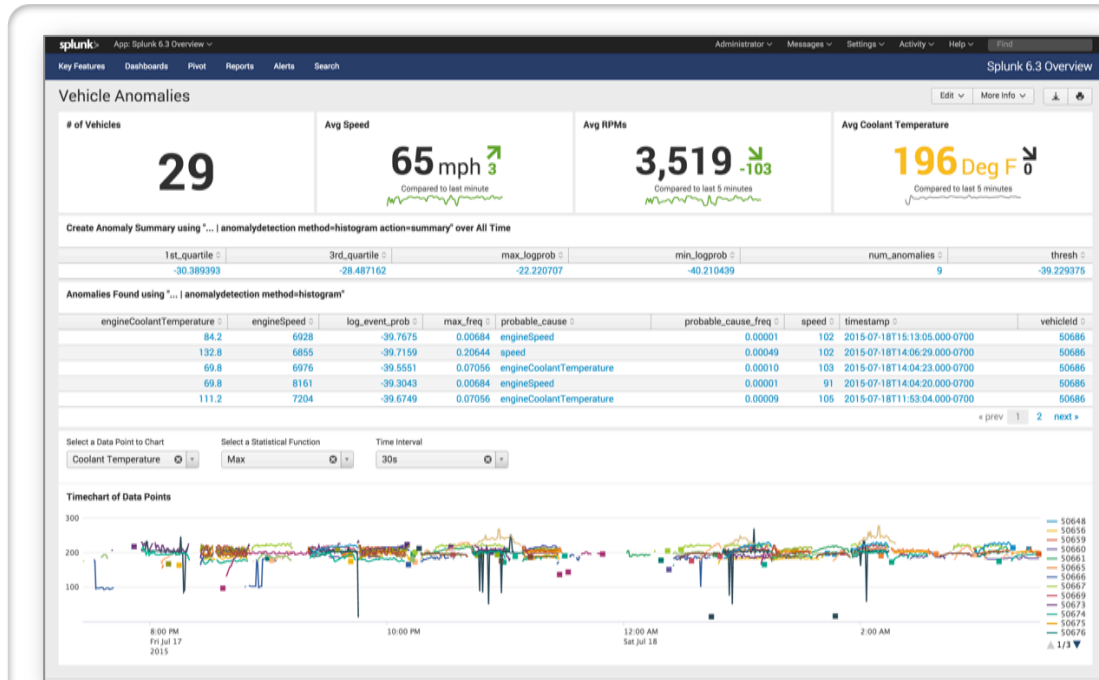 splunk> App: Splunk 6.3 Overview Administrator Messages Settings Activity Help Find
Key Features Dashboards Pivot Reports Alerts Search Splunk 6.3 Overview
Vehicle Anomalies Edit More Info
# of Vehicles Avg Speed Avg RPMs Avg Coolant Temperature
29 65 mph 3 3,519 -103 196 Deg F 0
Compared to last minute Compared to last 5 minutes Compared to last 5 minutes
Create Anomaly Summary using "... | anomalydetection method=histogram action=summary" over All Time
1st_quartile 3rd_quartile max_logprob min_logprob num_anomalies thresh
-30.389393 -28.487162 -22.220707 -40.210439 9 -39.229375
Anomalies Found using "... | anomalydetection method=histogram"
engineCoolantTemperature engineSpeed log_event_prob max_freq probable_cause probable_cause_freq speed timestamp vehicleId
84.2 6928 -39.7675 0.00684 engineSpeed 0.00001 102 2015-07-18T15:13:05.000-0700 50686
132.8 6855 -39.7159 0.20644 speed 0.00049 102 2015-07-18T14:06:29.000-0700 50686
69.8 6976 -39.5551 0.07056 engineCoolantTemperature 0.00010 103 2015-07-18T14:04:23.000-0700 50686
69.8 8161 -39.3043 0.00684 engineSpeed 0.00001 91 2015-07-18T14:04:20.000-0700 50686
111.2 7204 -39.6749 0.07056 engineCoolantTemperature 0.00009 105 2015-07-18T11:53:04.000-0700 50686
« prev 1 2 next »
Select a Data Point to Chart Select a Statistical Function Time Interval
Coolant Temperature Max 30s
Timechart of Data Points
300
200
100
8:00 PM 10:00 PM 12:00 AM 2:00 AM
Fri Jul 17 Sat Jul 18
2015
50648
50656
50659
50660
50661
50665
50666
50667
50669
50673
50674
50675
50676
1/3